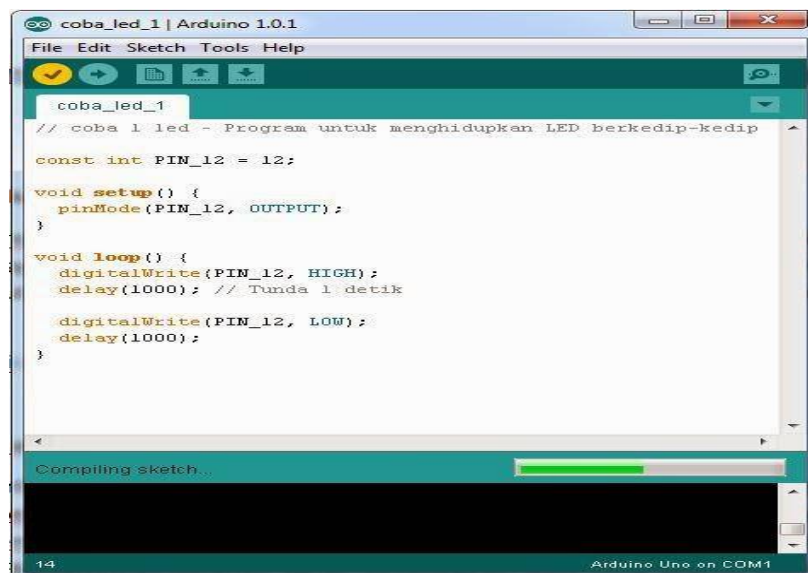 coba_led_1 | Arduino 1.0.1
File Edit Sketch Tools Help
coba_led_1
// coba 1 led - Program untuk menghidupkan LED berkedip-kedip
const int PIN_12 = 12;
void setup() {
pinMode(PIN_12, OUTPUT);
}
void loop() {
digitalWrite(PIN_12, HIGH);
delay(1000); // Tunda 1 detik
digitalWrite(PIN_12, LOW);
delay(1000);
}
Compiling sketch...
14
Arduino Uno on COM1